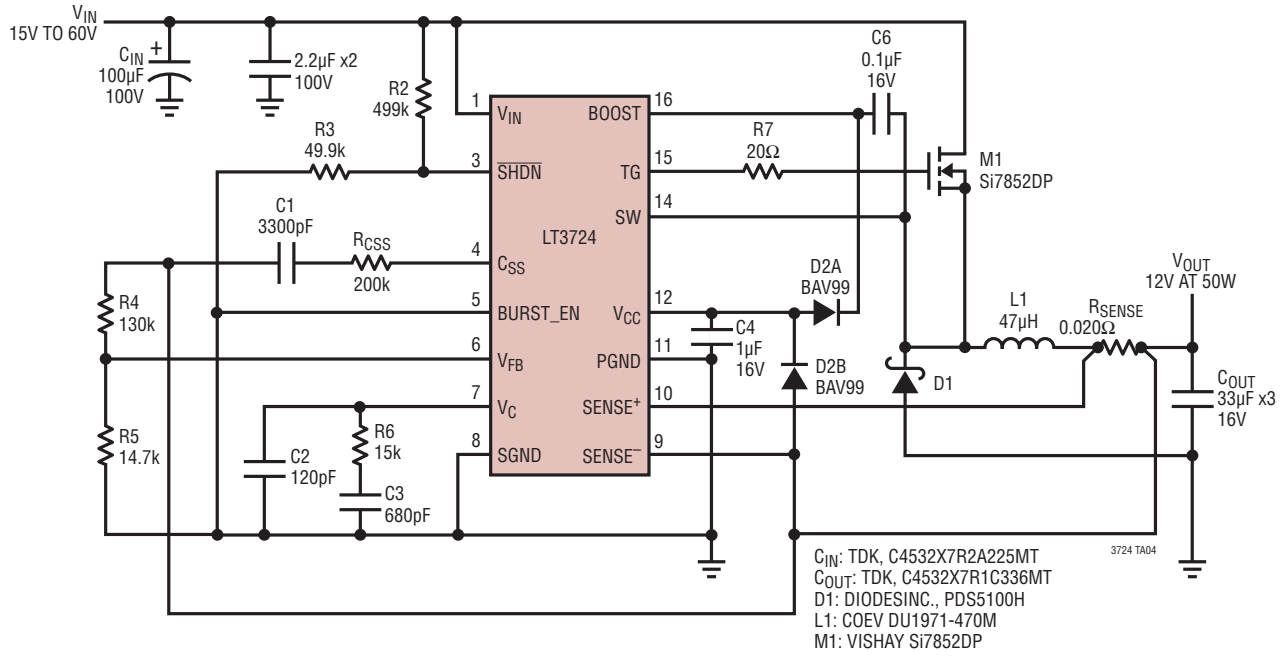 VIN
15V TO 60V
CIN
100µF
100V
+
2.2µF x2
100V
R2
499k
R3
49.9k
C1
3300pF
RCSS
200k
R4
130k
R5
14.7k
C2
120pF
R6
15k
C3
680pF
1
3
4
5
6
7
8
VIN
SHDN
CSS
BURST_EN
VFB
VC
SGND
LT3724
BOOST
TG
SW
VCC
PGND
SENSE+
SENSE–
16
15
14
12
11
10
9
C6
0.1µF
16V
R7
20Ω
M1
Si7852DP
D2A
BAV99
C4
1µF
16V
D2B
BAV99
D1
L1
47µH
RSENSE
0.020Ω
VOUT
12V AT 50W
COUT
33µF x3
16V
3724 TA04
CIN: TDK, C4532X7R2A225MT
COUT: TDK, C4532X7R1C336MT
D1: DIODESINC., PDS5100H
L1: COEV DU1971-470M
M1: VISHAY Si7852DP